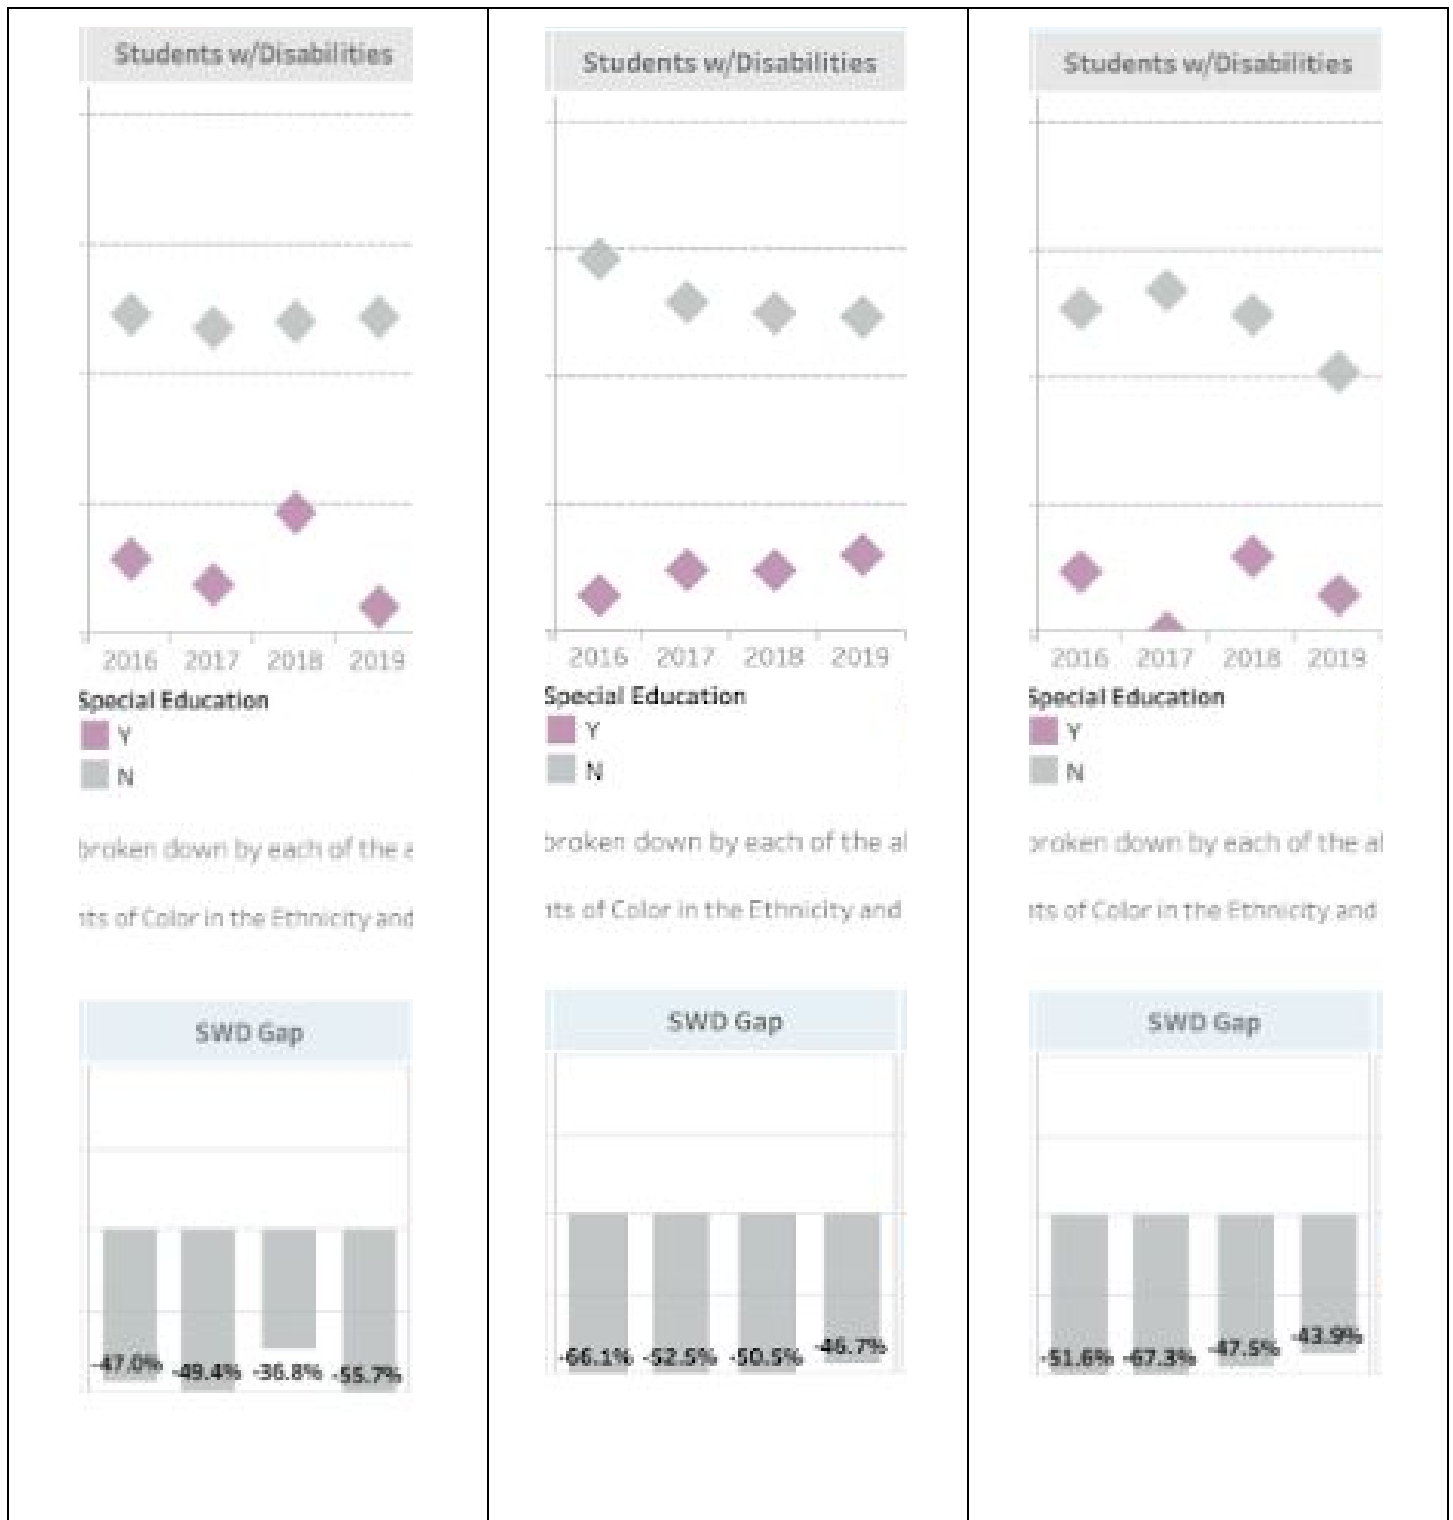 Students w/Disabilities
2016 2017 2018 2019
Special Education
Y
N
broken down by each of the a
nts of Color in the Ethnicity and
SWD Gap
-47.0% -49.4% -36.8% -55.7%
Students w/Disabilities
2016 2017 2018 2019
Special Education
Y
N
broken down by each of the al
nts of Color in the Ethnicity and
SWD Gap
-66.1% -52.5% -50.5% -46.7%
Students w/Disabilities
2016 2017 2018 2019
Special Education
Y
N
broken down by each of the al
nts of Color in the Ethnicity and
SWD Gap
-51.6% -67.3% -47.5% -43.9%